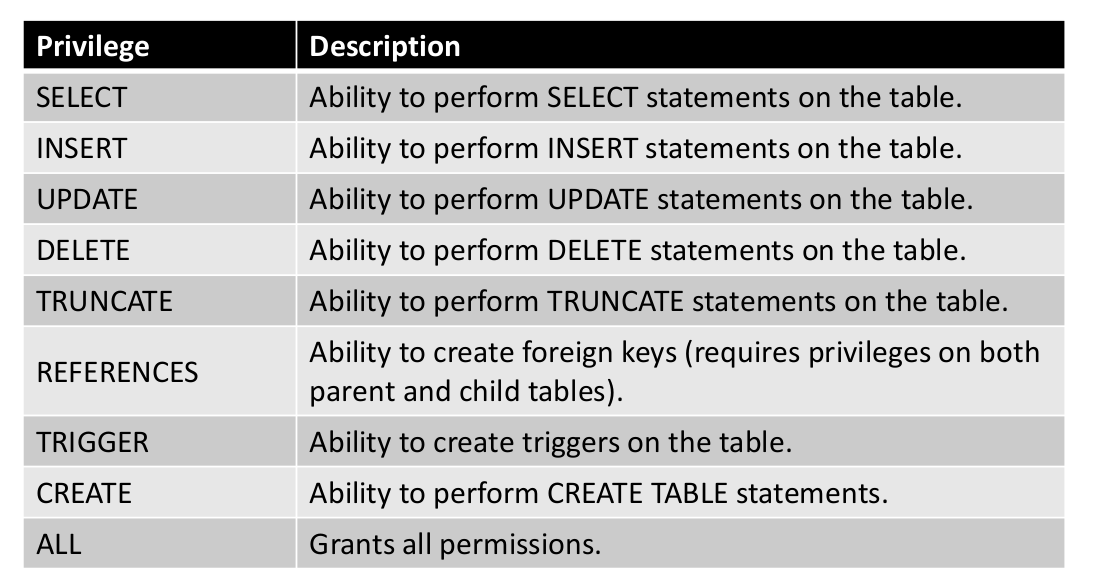 Privilege Description
SELECT Ability to perform SELECT statements on the table.
INSERT Ability to perform INSERT statements on the table.
UPDATE Ability to perform UPDATE statements on the table.
DELETE Ability to perform DELETE statements on the table.
TRUNCATE Ability to perform TRUNCATE statements on the table.
REFERENCES Ability to create foreign keys (requires privileges on both
parent and child tables).
TRIGGER Ability to create triggers on the table.
CREATE Ability to perform CREATE TABLE statements.
ALL Grants all permissions.